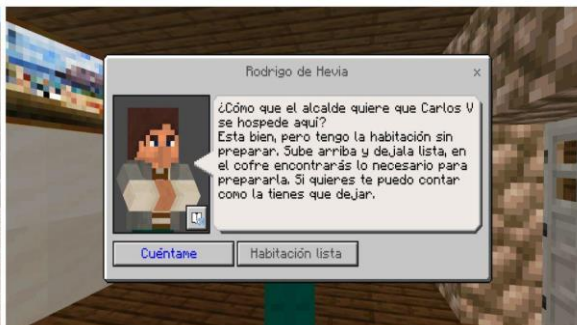 Rodrigo de Hevia
x
¿Cómo que el alcalde quiere que Carlos V
se hospede aquí?
Esta bien, pero tengo la habitación sin
preparar. Sube arriba y dejala lista, en
el cofre encontrarás lo necesario para
prepararla. Si quieres te puedo contar
como la tienes que dejar.
Cuéntame
Habitación lista